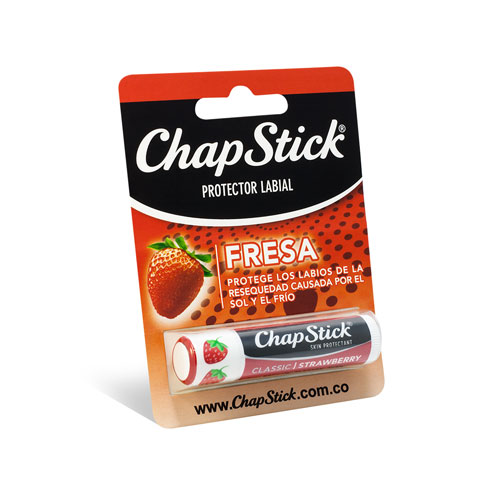 ChapStick®
PROTECTOR LABIAL
FRESA
PROTEGE LOS LABIOS DE LA
RESEQUEDAD CAUSADA POR EL
SOL Y EL FRÍO
ChapStick
SKIN PROTECTANT
CLASSIC | STRAWBERRY
www.ChapStick.com.co